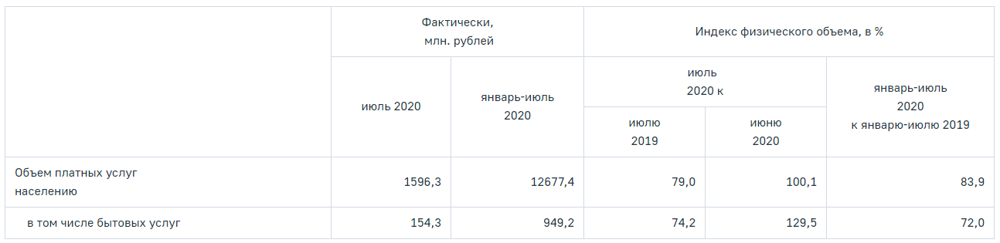 Фактически,
млн. рублей
Индекс физического объема, в %
июль 2020
январь-июль
2020
июль
2020 к
январь-июль
2020
к январю-июлю 2019
июлю
2019
июню
2020
Объем платных услуг
населению
1596,3
12677,4
79,0
100,1
83,9
в том числе бытовых услуг
154,3
949,2
74,2
129,5
72,0